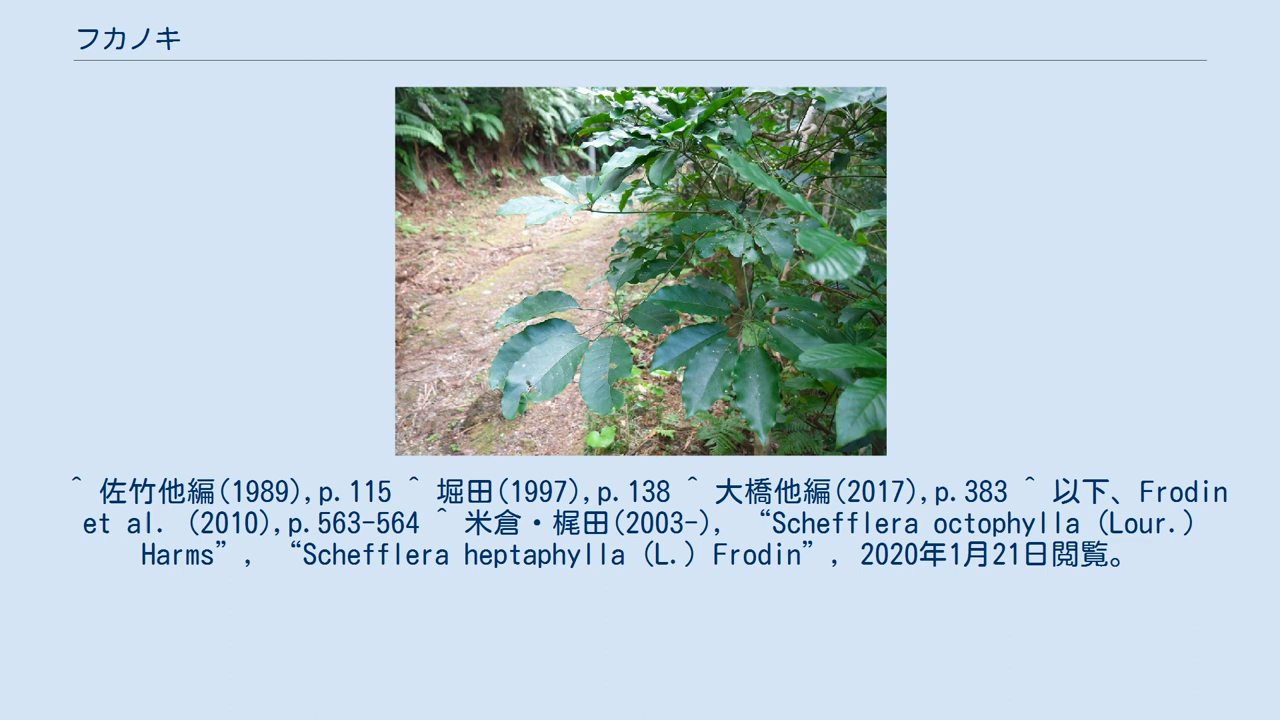 フカノキ
^ 佐竹他編(1989),p.115 ^ 堀田(1997),p.138 ^ 大橋他編(2017),p.383 ^ 以下、Frodin
et al. (2010),p.563-564 ^ 米倉・梶田(2003-), “Schefflera octophylla (Lour.)
Harms”, “Schefflera heptaphylla (L.) Frodin”, 2020年1月21日閲覧。